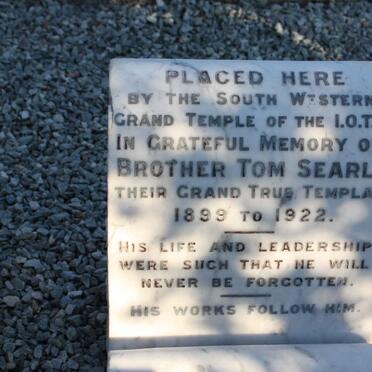 PLACED HERE
BY THE SOUTH WESTERN
GRAND TEMPLE OF THE I.O.T.
IN GRATEFUL MEMORY O
BROTHER TOM SEARL
THEIR GRAND TRUE TEMPLA
1899 TO 1922.
HIS LIFE AND LEADERSHIP
WERE SUCH THAT HE WILL
NEVER BE FORGOTTEN.
HIS WORKS FOLLOW HIM.